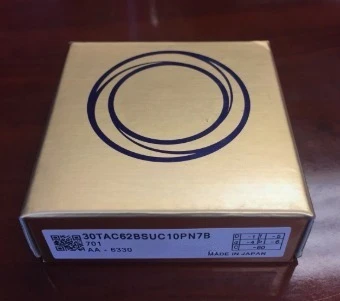 30TAC62BSUC10PN7B
701
AA - 5330
MADE IN JAPAN